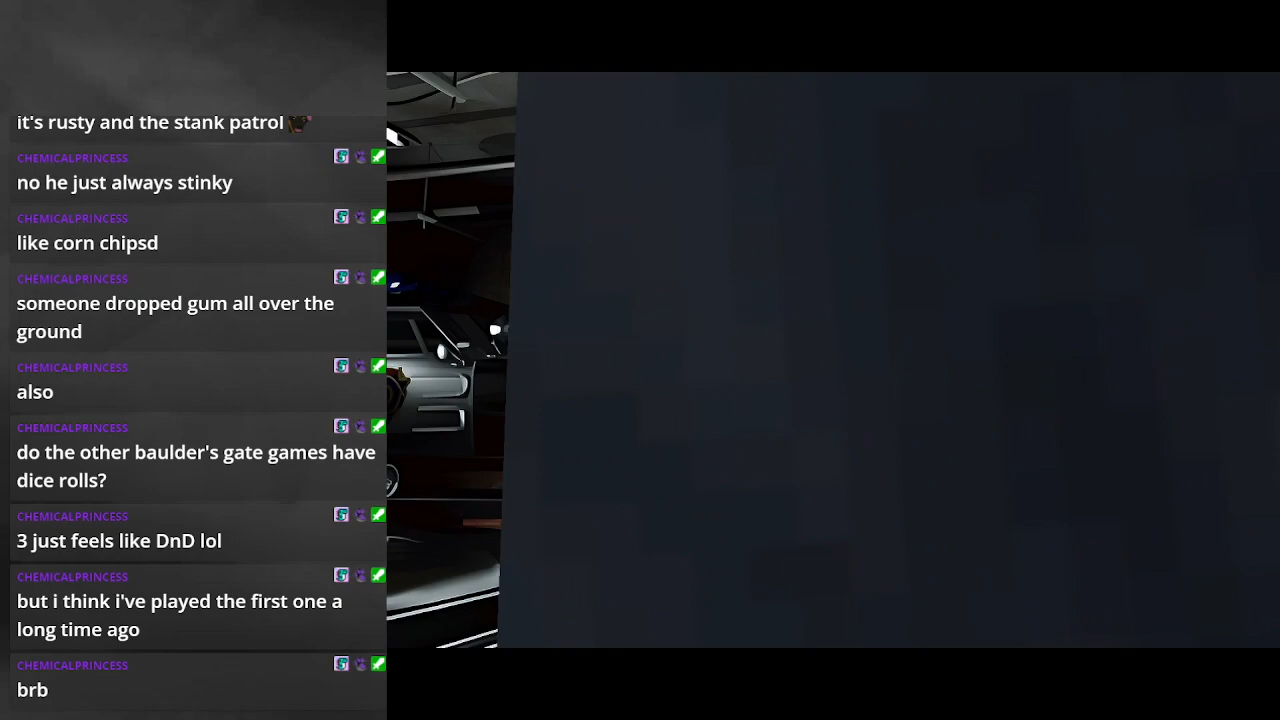 it's rusty and the stank patrol
CHEMICALPRINCESS
no he just always stinky
CHEMICALPRINCESS
like corn chipsd
CHEMICALPRINCESS
someone dropped gum all over the
ground
CHEMICALPRINCESS
also
CHEMICALPRINCESS
do the other baulder's gate games have
dice rolls?
CHEMICALPRINCESS
3 just feels like DnD lol
CHEMICALPRINCESS
but i think i've played the first one a
long time ago
CHEMICALPRINCESS
brb